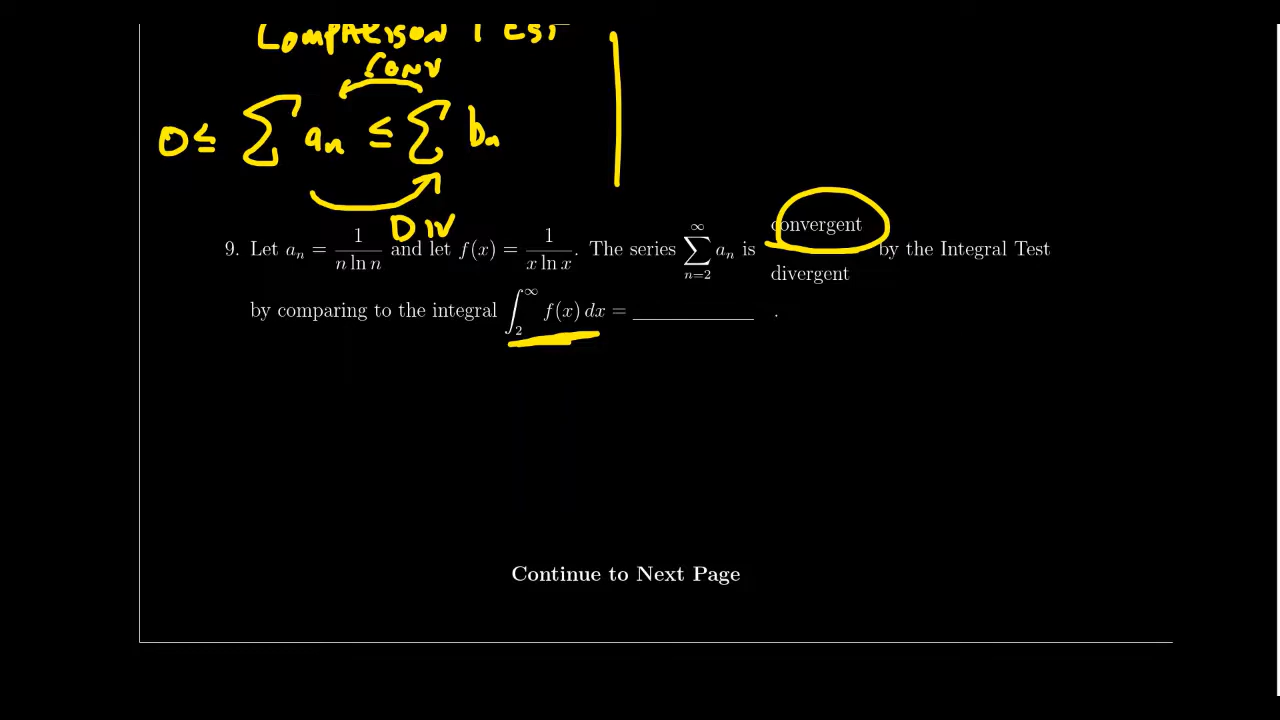 COMPARISON TEST
CONV
0 ≤ ∑ aₙ ≤ ∑ bₙ
DIV
9. Let aₙ = 1/(n ln n) and let f(x) = 1/(x ln x). The series ∑_{n=2}^{∞} aₙ is convergent / divergent by the Integral Test
by comparing to the integral ∫_2^∞ f(x) dx = ____________ .
Continue to Next Page